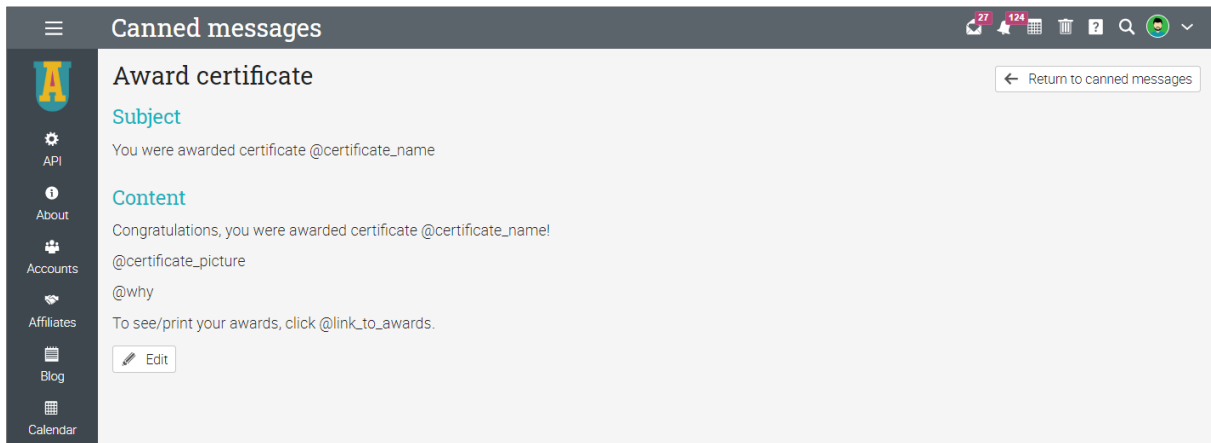 Canned messages
27
124
Award certificate
Return to canned messages
Subject
You were awarded certificate @certificate_name
Content
Congratulations, you were awarded certificate @certificate_name!
@certificate_picture
@why
To see/print your awards, click @link_to_awards.
Edit
A
API
About
Accounts
Affiliates
Blog
Calendar